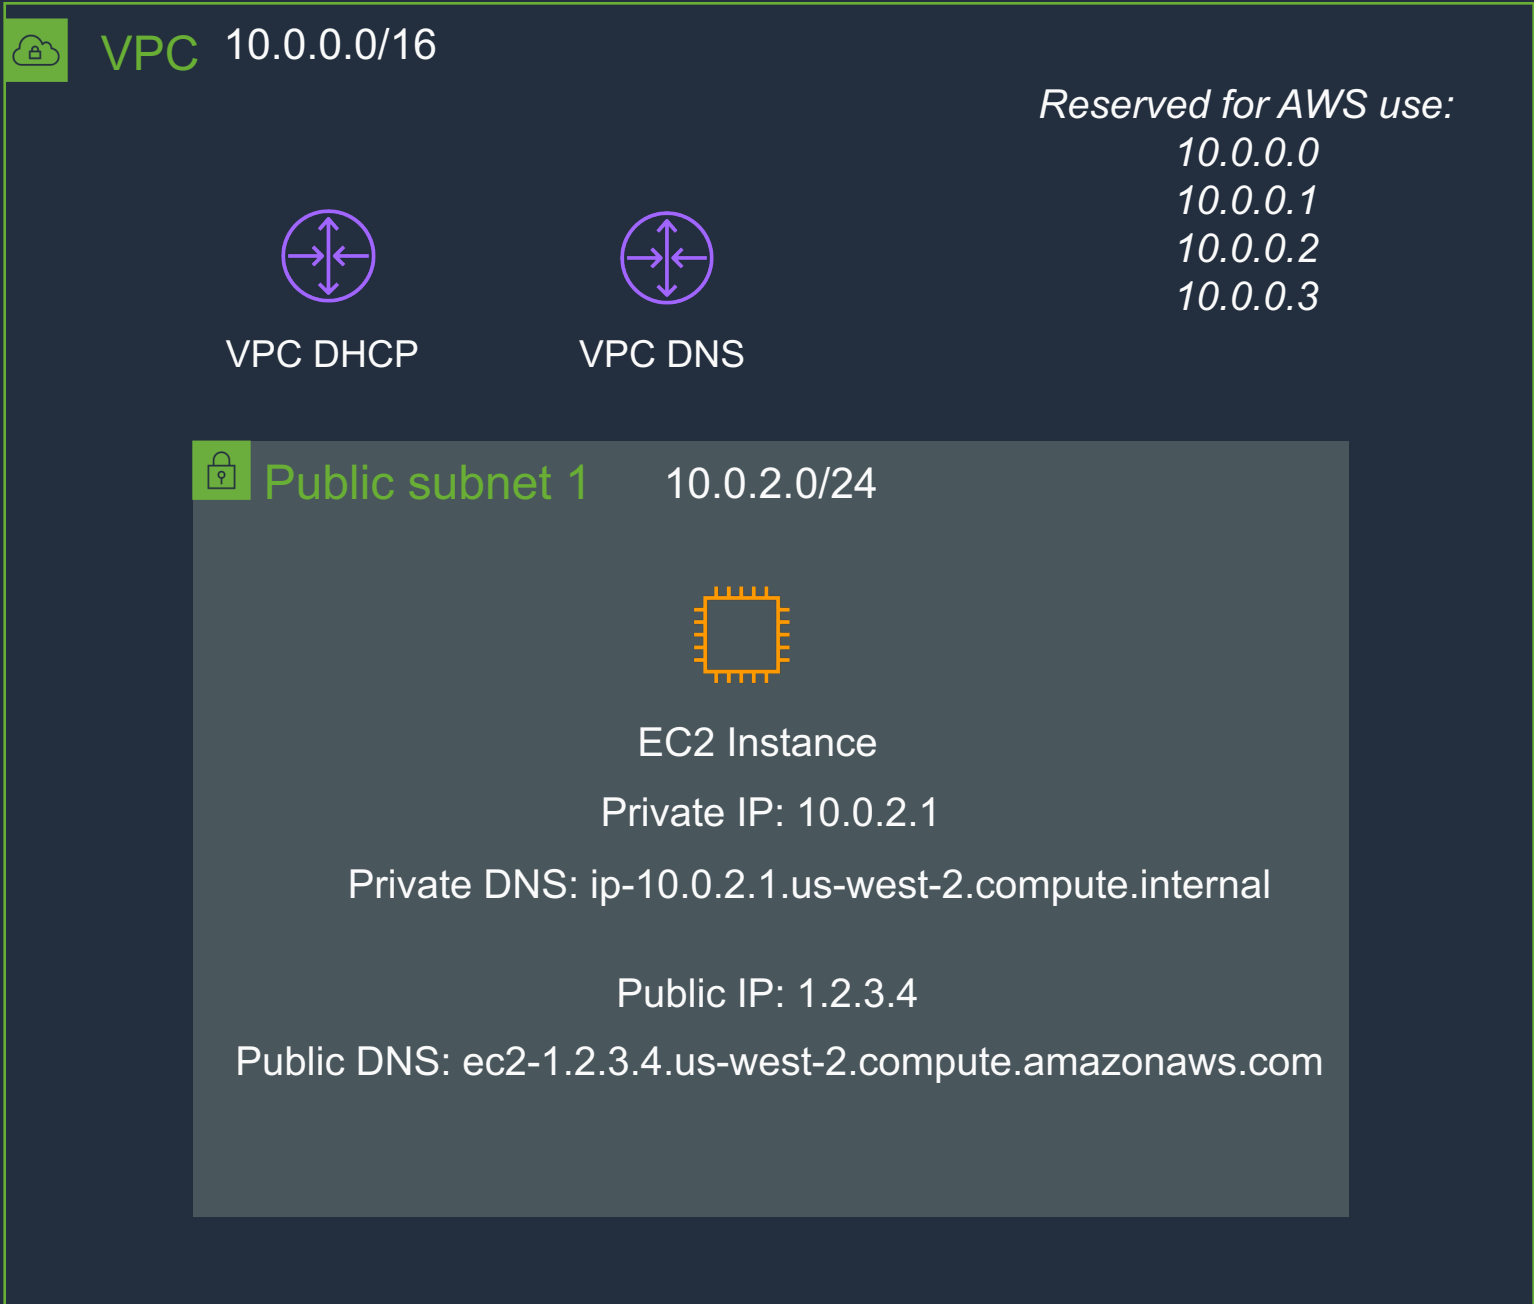 VPC 10.0.0.0/16
Reserved for AWS use:
10.0.0.0
10.0.0.1
10.0.0.2
10.0.0.3
VPC DHCP
VPC DNS
Public subnet 1 10.0.2.0/24
EC2 Instance
Private IP: 10.0.2.1
Private DNS: ip-10.0.2.1.us-west-2.compute.internal
Public IP: 1.2.3.4
Public DNS: ec2-1.2.3.4.us-west-2.compute.amazonaws.com